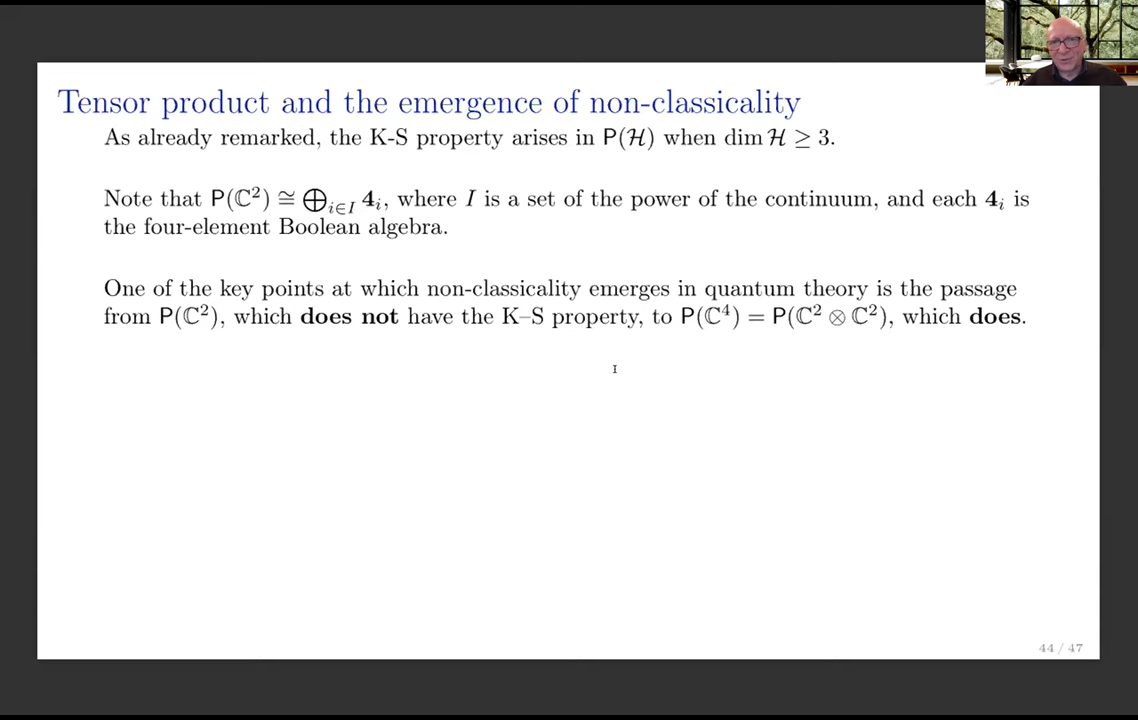 Tensor product and the emergence of non-classicality
As already remarked, the K-S property arises in P(ℋ) when dim ℋ ≥ 3.
Note that P(ℂ²) ≅ ⨁_{i∈I} 𝟒ᵢ, where I is a set of the power of the continuum, and each 𝟒ᵢ is
the four-element Boolean algebra.
One of the key points at which non-classicality emerges in quantum theory is the passage
from P(ℂ²), which does not have the K–S property, to P(ℂ⁴) = P(ℂ² ⊗ ℂ²), which does.
44 / 47